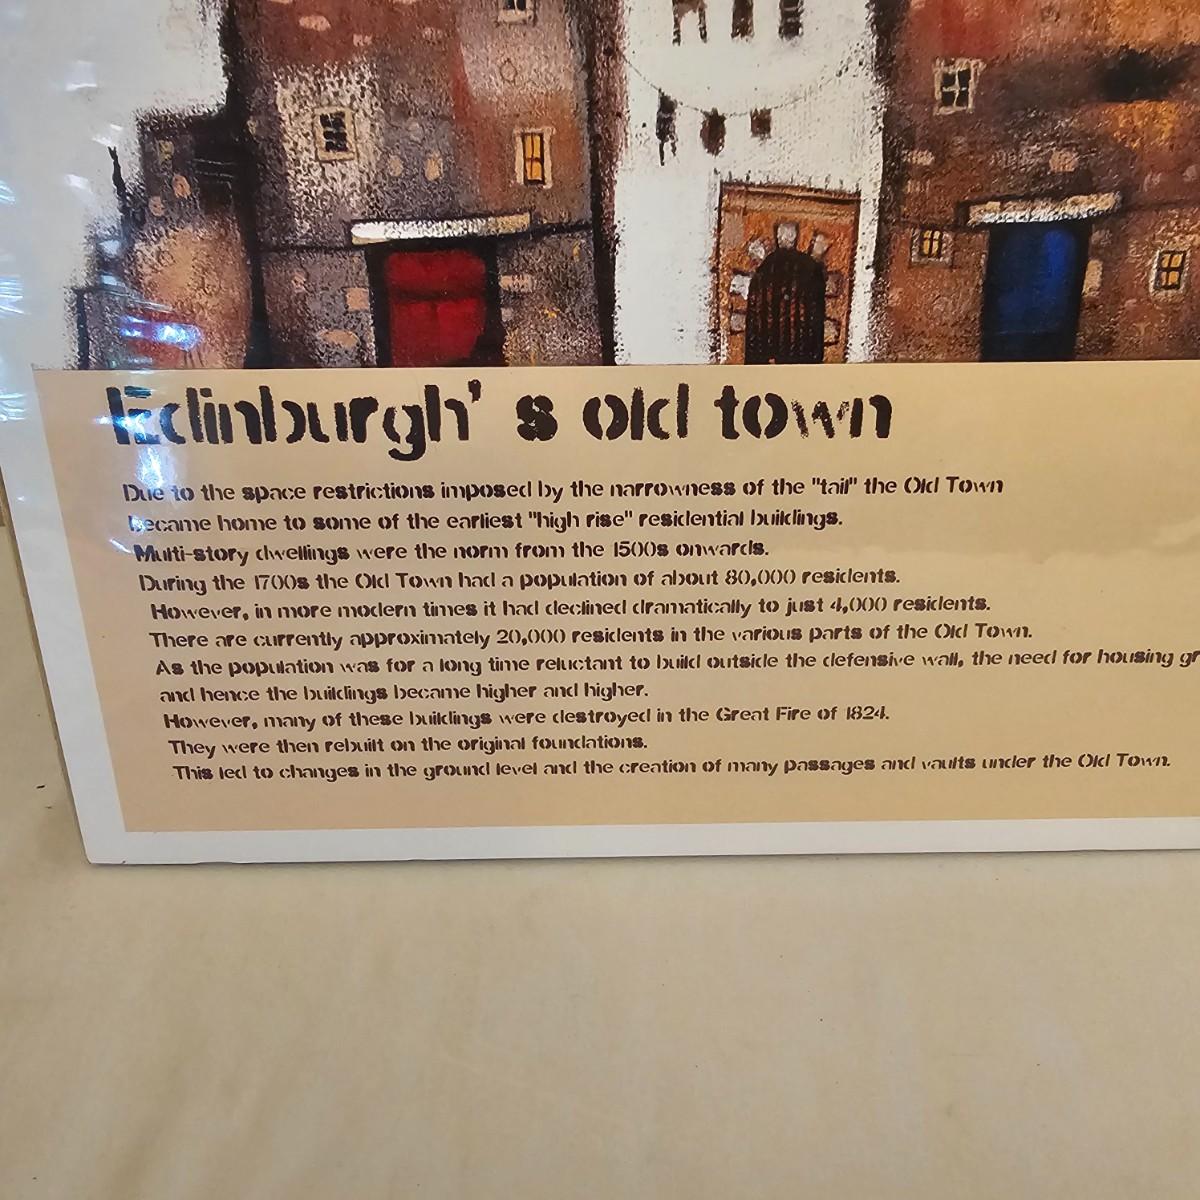 Edinburgh' s old town
Due to the space restrictions imposed by the narrowness of the "tail" the Old Town
became home to some of the earliest "high rise" residential buildings.
Multi-story dwellings were the norm from the 1500s onwards.
During the 1700s the Old Town had a population of about 80,000 residents.
However, in more modern times it had declined dramatically to just 4,000 residents.
There are currently approximately 20,000 residents in the various parts of the Old Town.
As the population was for a long time reluctant to build outside the defensive wall, the need for housing gr
and hence the buildings became higher and higher.
However, many of these buildings were destroyed in the Great Fire of 1824.
They were then rebuilt on the original foundations.
This led to changes in the ground level and the creation of many passages and vaults under the Old Town.